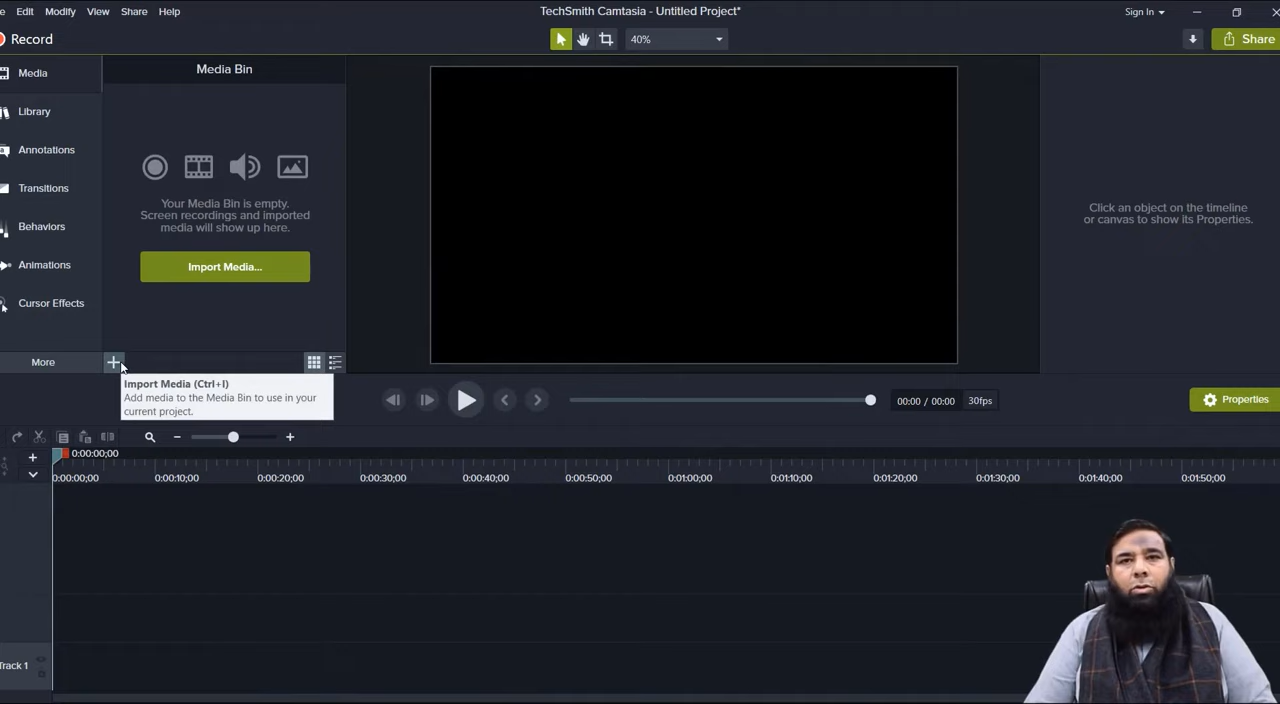 Edit Modify View Share Help
TechSmith Camtasia - Untitled Project*
Sign In
Record
40%
Share
Media
Library
Annotations
Transitions
Behaviors
Animations
Cursor Effects
More
Media Bin
Your Media Bin is empty.
Screen recordings and imported
media will show up here.
Import Media...
Click an object on the timeline
or canvas to show its Properties.
Import Media (Ctrl+I)
Add media to the Media Bin to use in your
current project.
00:00 / 00:00 30fps
Properties
0:00:00;00
0:00:00;00 0:00:10;00 0:00:20;00 0:00:30;00 0:00:40;00 0:00:50;00 0:01:00;00 0:01:10;00 0:01:20;00 0:01:30;00 0:01:40;00 0:01:50;00
Track 1